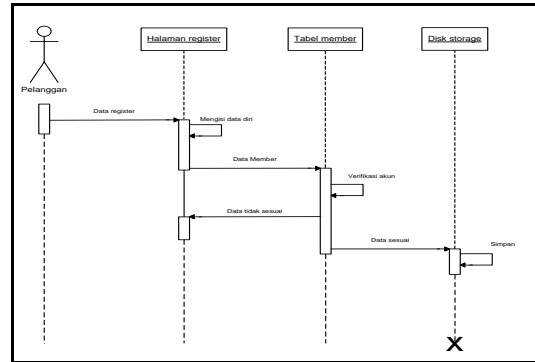 Halaman register
Tabel member
Disk storage
Pelanggan
Data register
Mengisi data diri
Data Member
Verifikasi akun
Data tidak sesuai
Data sesuai
Simpan
X